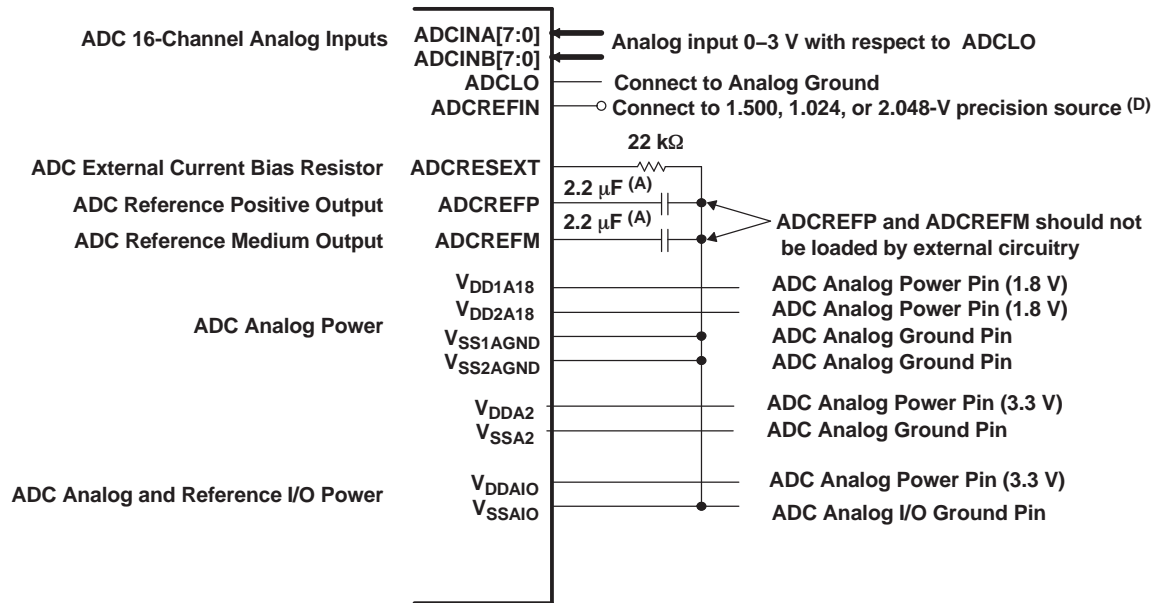 ADC 16-Channel Analog Inputs
ADCINA[7:0]
ADCINB[7:0]
Analog input 0–3 V with respect to ADCLO
ADCLO
Connect to Analog Ground
ADCREFIN
Connect to 1.500, 1.024, or 2.048-V precision source (D)
22 kΩ
ADC External Current Bias Resistor
ADCRESEXT
2.2 μF (A)
ADC Reference Positive Output
ADCREFP
2.2 μF (A)
ADC Reference Medium Output
ADCREFM
ADCREFP and ADCREFM should not
be loaded by external circuitry
VDD1A18
ADC Analog Power Pin (1.8 V)
VDD2A18
ADC Analog Power Pin (1.8 V)
ADC Analog Power
VSS1AGND
ADC Analog Ground Pin
VSS2AGND
ADC Analog Ground Pin
VDDA2
ADC Analog Power Pin (3.3 V)
VSSA2
ADC Analog Ground Pin
ADC Analog and Reference I/O Power
VDDAIO
ADC Analog Power Pin (3.3 V)
VSSAIO
ADC Analog I/O Ground Pin